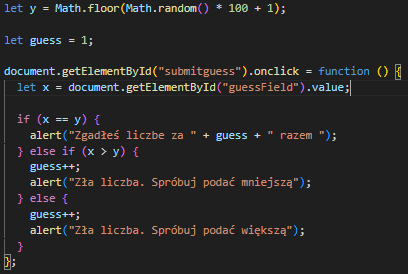 let y = Math.floor(Math.random() * 100 + 1);
let guess = 1;
document.getElementById("submitguess").onclick = function () {
let x = document.getElementById("guessField").value;
if (x == y) {
alert("Zgadłeś liczbe za " + guess + " razem ");
} else if (x > y) {
guess++;
alert("Zła liczba. Spróbuj podać mniejszą");
} else {
guess++;
alert("Zła liczba. Spróbuj podać większą");
}
};